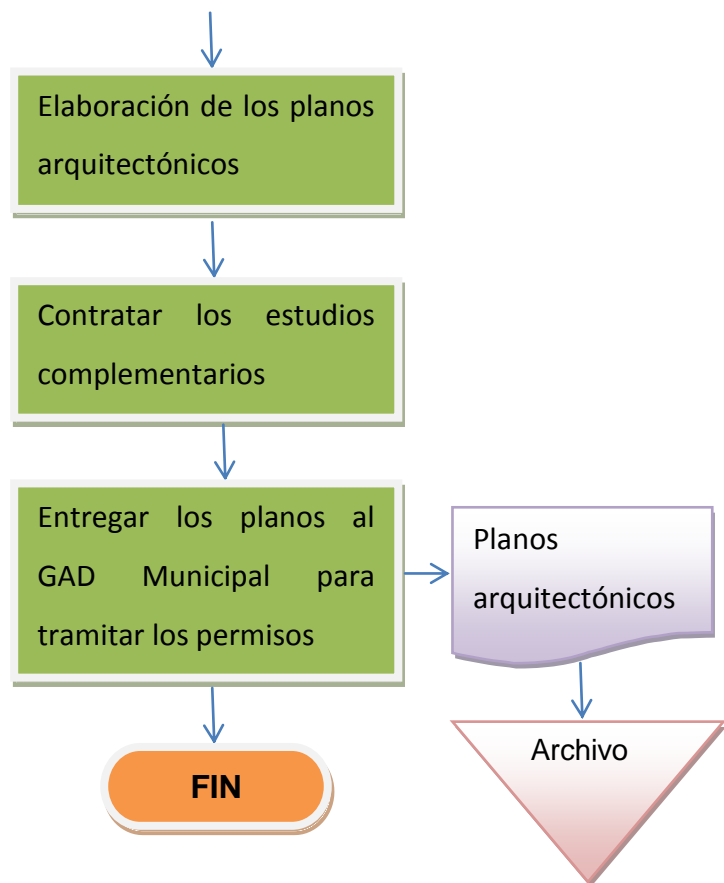 Elaboración de los planos
arquitectónicos
Contratar los estudios
complementarios
Entregar los planos al
GAD Municipal para
tramitar los permisos
Planos
arquitectónicos
FIN
Archivo